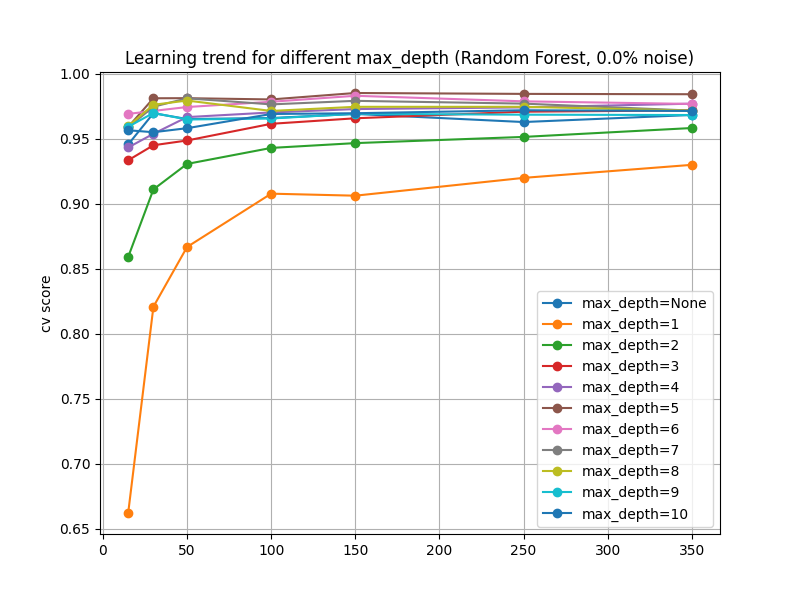 Learning trend for different max_depth (Random Forest, 0.0% noise)
1.00
0.95
0.90
0.85
0.80
0.75
0.70
0.65
cv score
max_depth=None
max_depth=1
max_depth=2
max_depth=3
max_depth=4
max_depth=5
max_depth=6
max_depth=7
max_depth=8
max_depth=9
max_depth=10
0 50 100 150 200 250 300 350